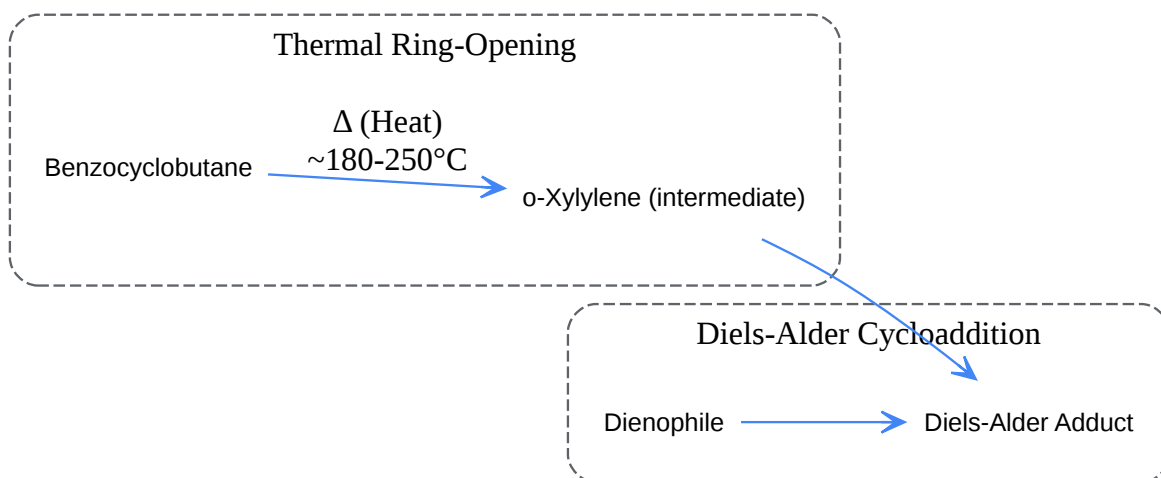 Thermal Ring-Opening
Δ (Heat)
~180-250°C
Benzocyclobutane
o-Xylylene (intermediate)
Diels-Alder Cycloaddition
Dienophile
Diels-Alder Adduct